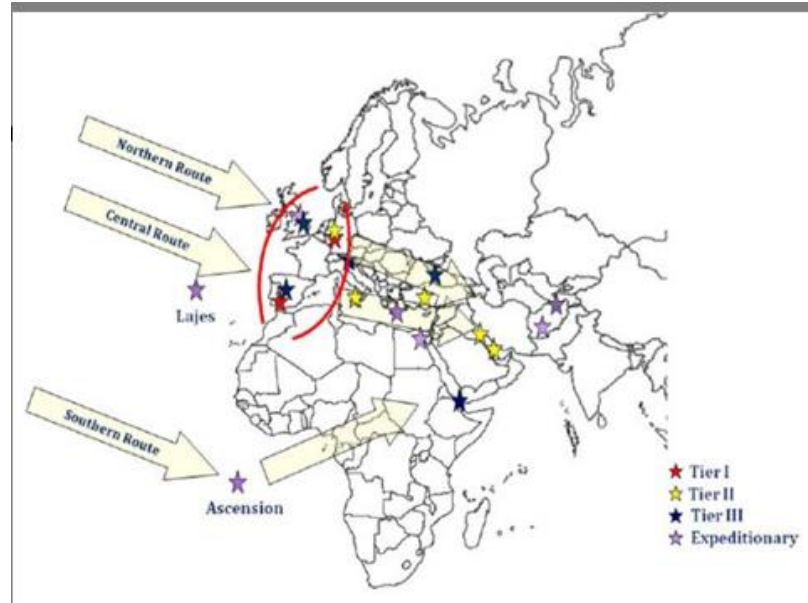 Northern Route
Central Route
Lajes
Southern Route
Ascension
Tier I
Tier II
Tier III
Expeditionary